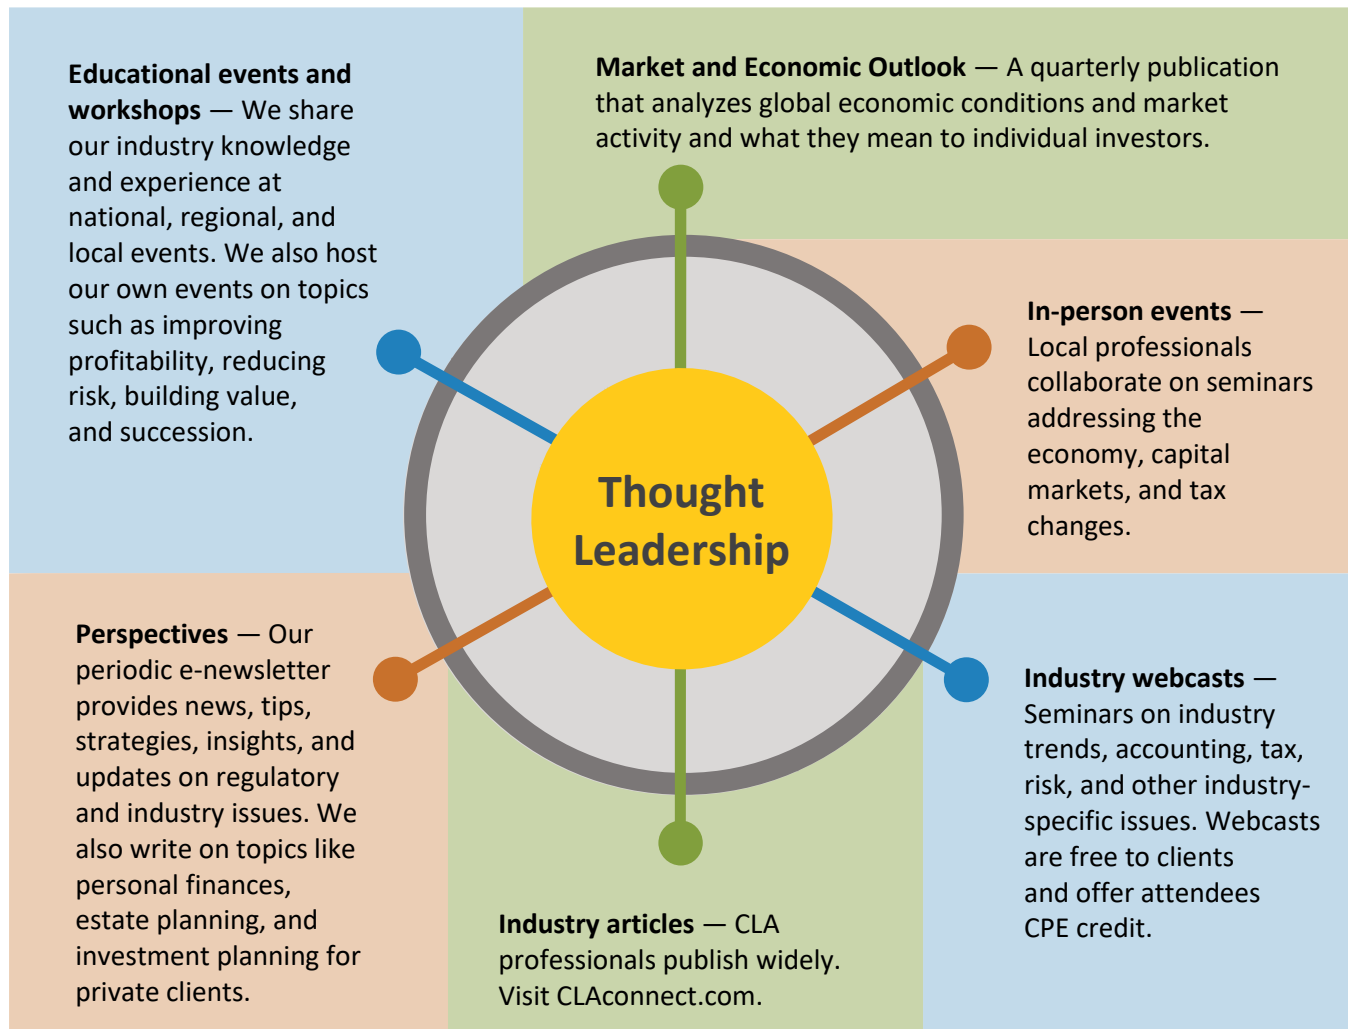 Educational events and
workshops — We share
our industry knowledge
and experience at
national, regional, and
local events. We also host
our own events on topics
such as improving
profitability, reducing
risk, building value,
and succession.
Market and Economic Outlook — A quarterly publication
that analyzes global economic conditions and market
activity and what they mean to individual investors.
In-person events —
Local professionals
collaborate on seminars
addressing the
economy, capital
markets, and tax
changes.
Thought
Leadership
Perspectives — Our
periodic e-newsletter
provides news, tips,
strategies, insights, and
updates on regulatory
and industry issues. We
also write on topics like
personal finances,
estate planning, and
investment planning for
private clients.
Industry articles — CLA
professionals publish widely.
Visit CLAconnect.com.
Industry webcasts —
Seminars on industry
trends, accounting, tax,
risk, and other industry-
specific issues. Webcasts
are free to clients
and offer attendees
CPE credit.